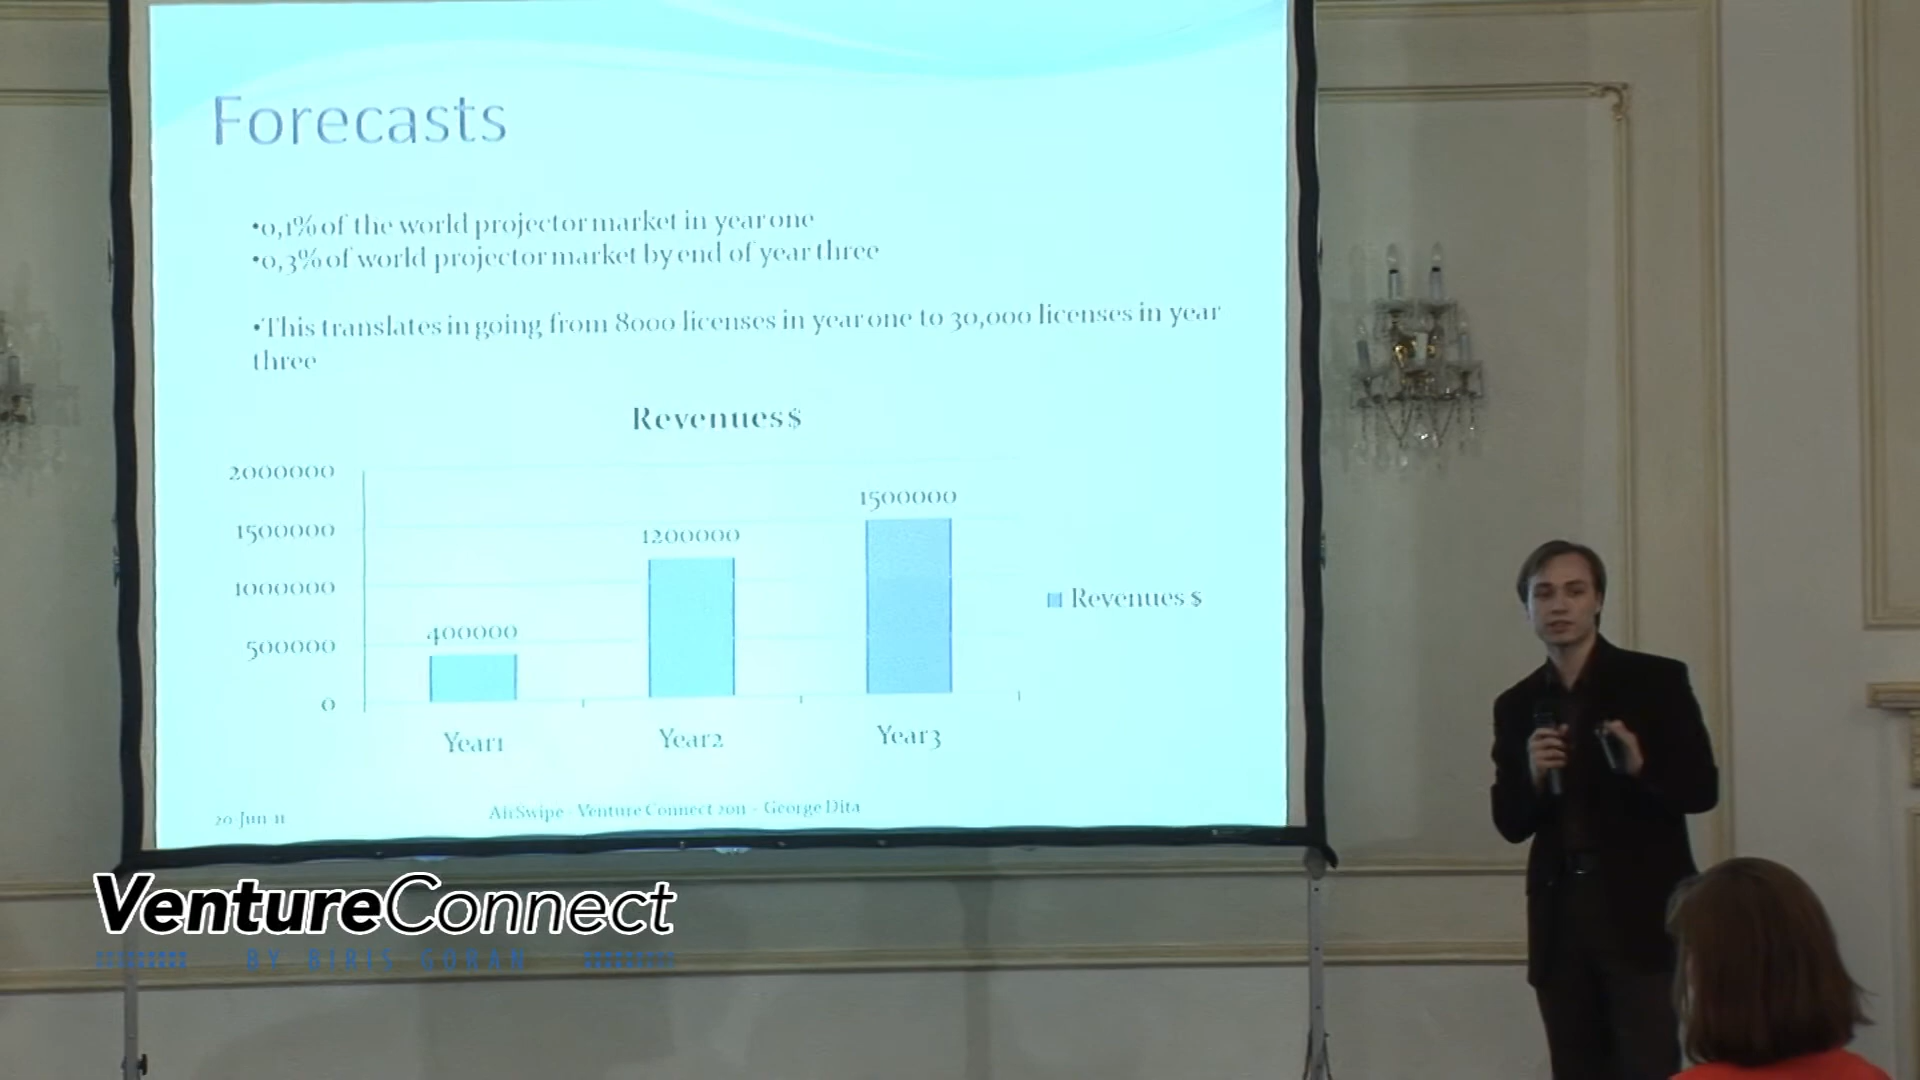 Forecasts
•0,1% of the world projector market in year one
•0,3% of world projector market by end of year three
•This translates in going from 8000 licenses in year one to 30,000 licenses in year
three
Revenues $
2000000
1500000
1000000
500000
0
400000
1200000
1500000
Year1
Year2
Year3
Revenues $
20-Jun-11
AirSwipe - Venture Connect 2011 - George Dita
VentureConnect
BY BIRIS GORAN